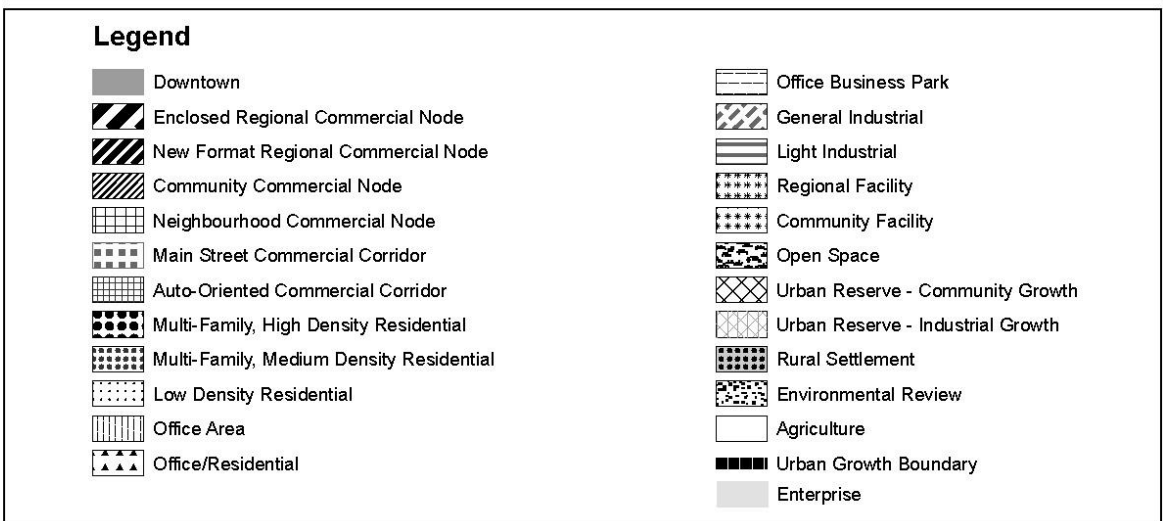 Legend
Downtown
Enclosed Regional Commercial Node
New Format Regional Commercial Node
Community Commercial Node
Neighbourhood Commercial Node
Main Street Commercial Corridor
Auto-Oriented Commercial Corridor
Multi-Family, High Density Residential
Multi-Family, Medium Density Residential
Low Density Residential
Office Area
Office/Residential
Office Business Park
General Industrial
Light Industrial
Regional Facility
Community Facility
Open Space
Urban Reserve - Community Growth
Urban Reserve - Industrial Growth
Rural Settlement
Environmental Review
Agriculture
Urban Growth Boundary
Enterprise